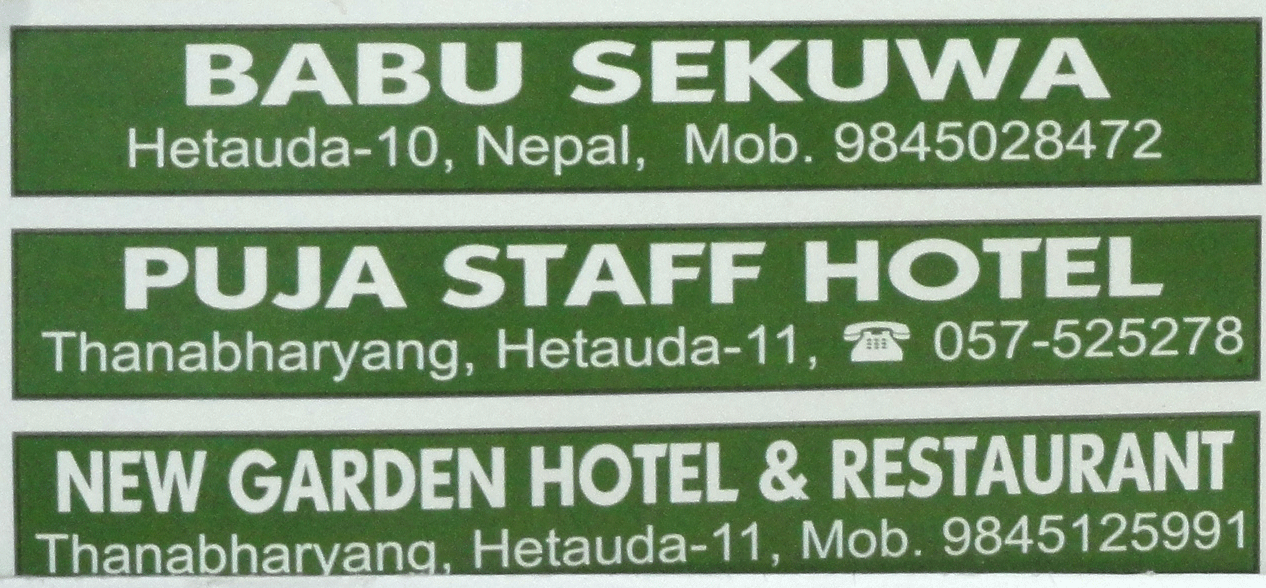 BABU SEKUWA
Hetauda-10, Nepal, Mob. 9845028472
PUJA STAFF HOTEL
Thanabharyang, Hetauda-11, ☎ 057-525278
NEW GARDEN HOTEL & RESTAURANT
Thanabharyang, Hetauda-11, Mob. 9845125991